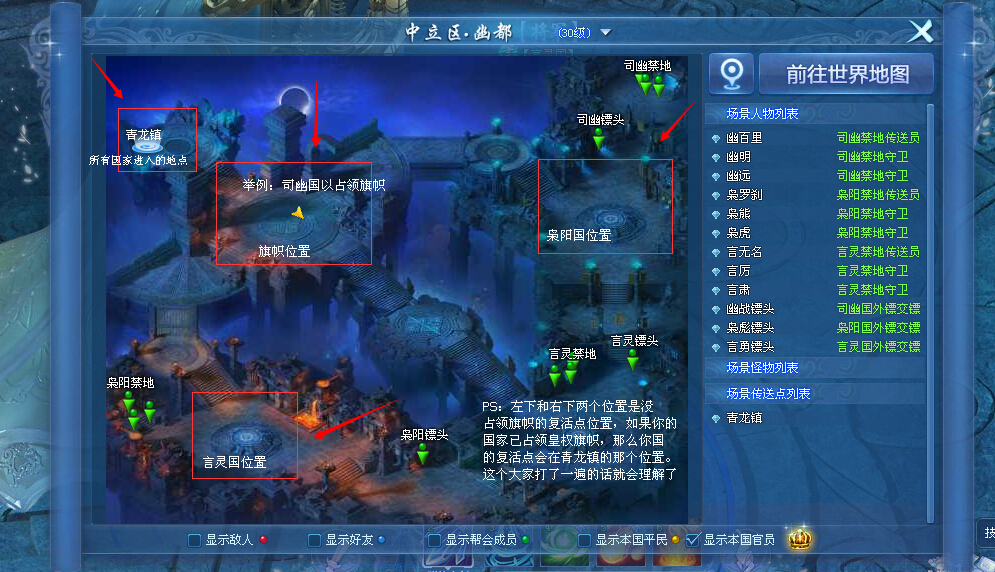 中立区·幽都
(30级)
前往世界地图
司幽禁地
司幽镖头
青龙镇
所有国家进入的地点
举例：司幽国以占领旗帜
旗帜位置
枭阳国位置
言灵镖头
言灵禁地
枭阳禁地
枭阳镖头
言灵国位置
PS：左下和右下两个位置是没
占领旗帜的复活点位置，如果你的
国家已占领皇权旗帜，那么你国
的复活点会在青龙镇的那个位置。
这个大家打了一遍的话就会理解了
场景人物列表
幽百里 司幽禁地传送员
幽明 司幽禁地守卫
幽远 司幽禁地守卫
枭罗刹 枭阳禁地传送员
枭熊 枭阳禁地守卫
枭虎 枭阳禁地守卫
言无名 言灵禁地传送员
言厉 言灵禁地守卫
言肃 言灵禁地守卫
幽战镖头 司幽国外镖交镖
枭彪镖头 枭阳国外镖交镖
言勇镖头 言灵国外镖交镖
场景怪物列表
场景传送点列表
青龙镇
显示敌人
显示好友
显示帮会成员
显示本国平民
显示本国官员
技